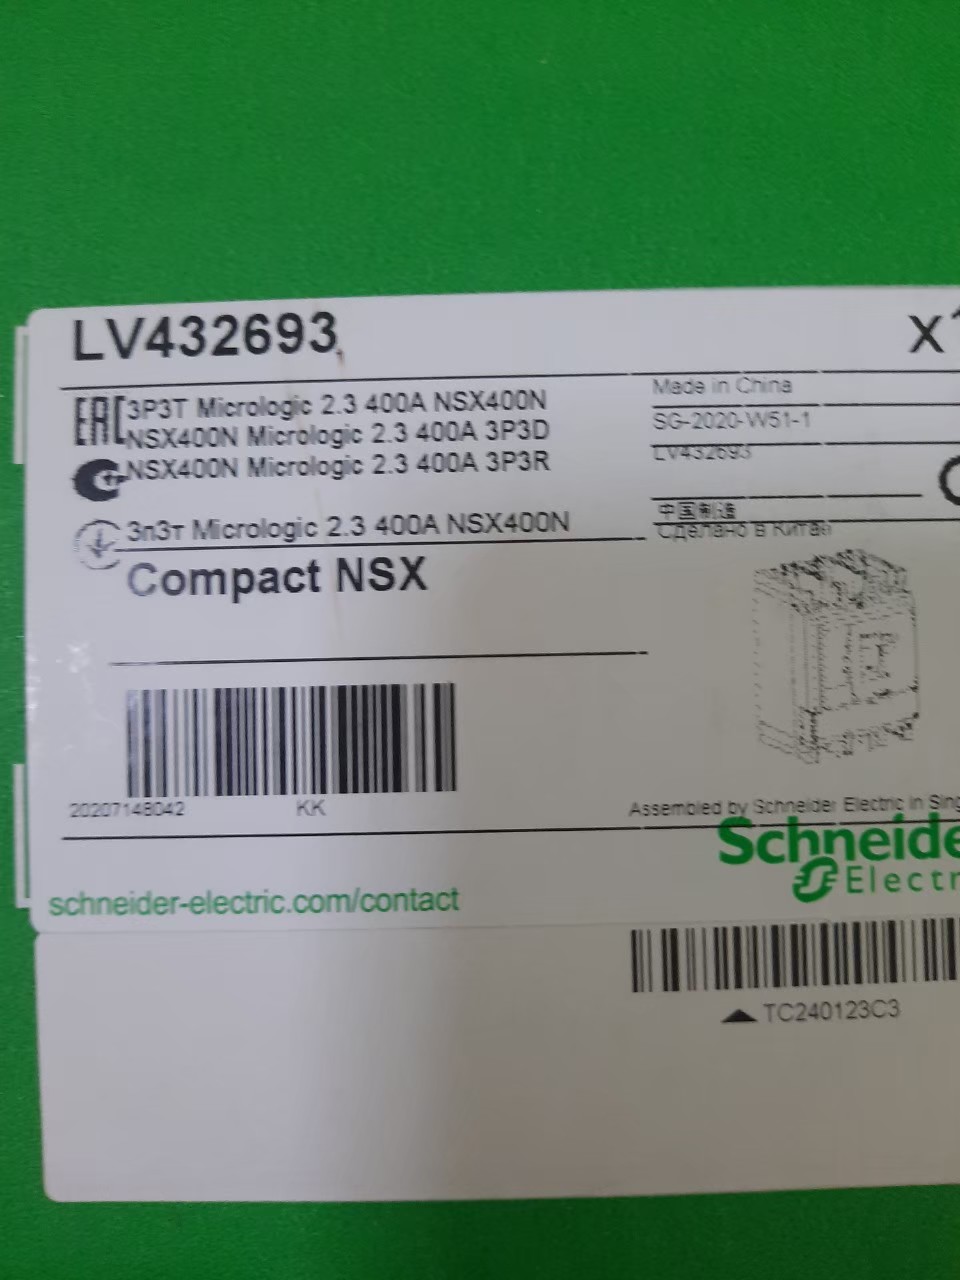 LV432693
X1
EAC
3P3T Micrologic 2.3 400A NSX400N
NSX400N Micrologic 2.3 400A 3P3D
NSX400N Micrologic 2.3 400A 3P3R
3п3т Micrologic 2.3 400A NSX400N
Compact NSX
Made in China
SG-2020-W51-1
LV432693
中国制造
Сделано в Китае
20207148042
KK
Assembled by Schneider Electric in Sing
Schneide
Electr
schneider-electric.com/contact
TC240123C3